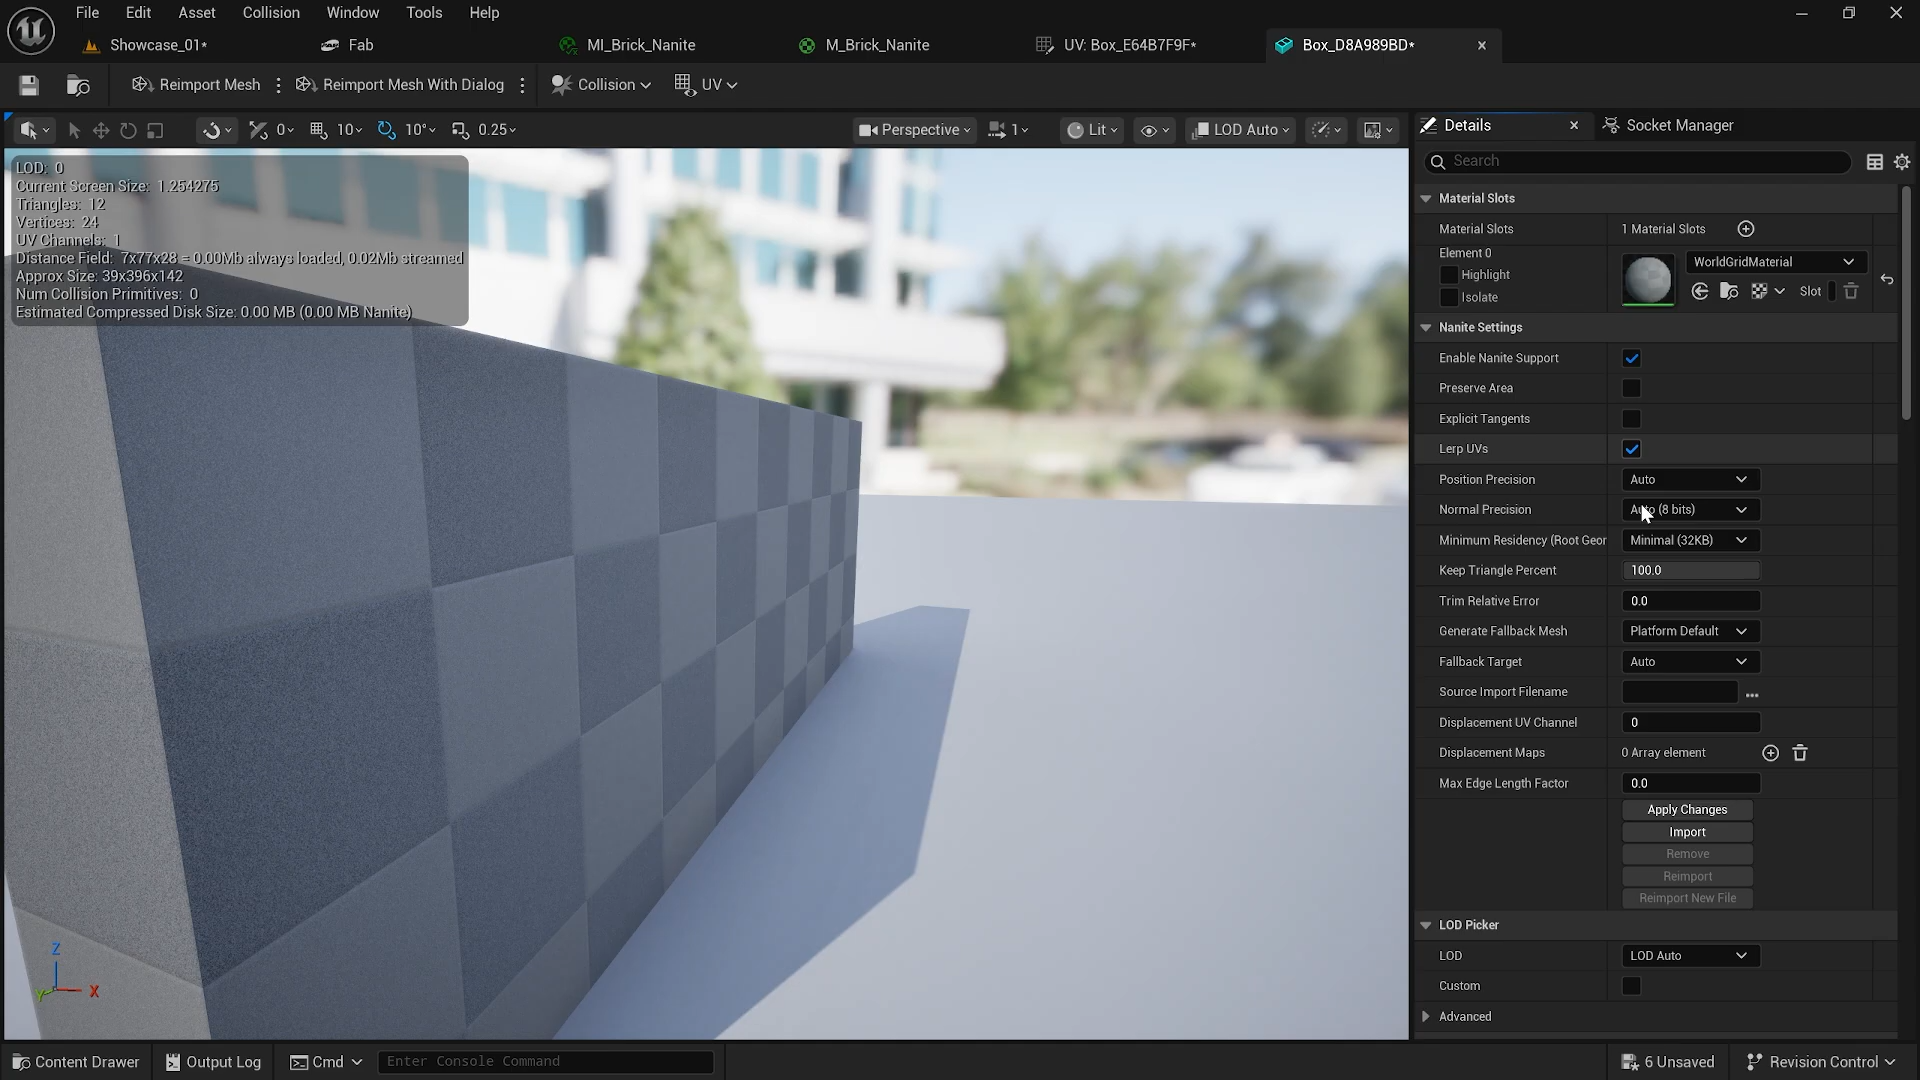 File Edit Asset Collision Window Tools Help
Showcase_01* Fab MI_Brick_Nanite M_Brick_Nanite UV: Box_E64B7F9F* Box_D8A989BD*
Reimport Mesh Reimport Mesh With Dialog Collision UV
0 10 10° 0.25 Perspective 1 Lit LOD Auto
Details Socket Manager
Search
LOD: 0
Current Screen Size: 1.254275
Triangles: 12
Vertices: 24
UV Channels: 1
Distance Field: 7x77x28 = 0.00Mb always loaded, 0.02Mb streamed
Approx Size: 39x396x142
Num Collision Primitives: 0
Estimated Compressed Disk Size: 0.00 MB (0.00 MB Nanite)
Material Slots
Material Slots 1 Material Slots
Element 0
Highlight
Isolate
WorldGridMaterial
Slot
Nanite Settings
Enable Nanite Support
Preserve Area
Explicit Tangents
Lerp UVs
Position Precision Auto
Normal Precision Auto (8 bits)
Minimum Residency (Root Geor Minimal (32KB)
Keep Triangle Percent 100.0
Trim Relative Error 0.0
Generate Fallback Mesh Platform Default
Fallback Target Auto
Source Import Filename
Displacement UV Channel 0
Displacement Maps 0 Array element
Max Edge Length Factor 0.0
Apply Changes
Import
Remove
Reimport
Reimport New File
LOD Picker
LOD LOD Auto
Custom
Advanced
Z
Y X
Content Drawer Output Log Cmd Enter Console Command 6 Unsaved Revision Control